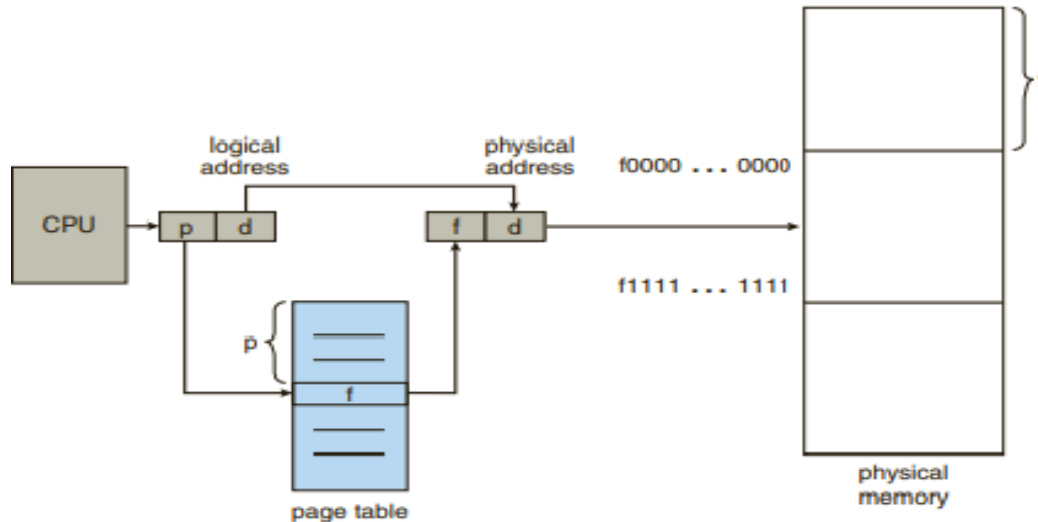 logical
address
physical
address
f0000 ... 0000
CPU
p
d
f
d
f1111 ... 1111
p
f
physical
memory
page table